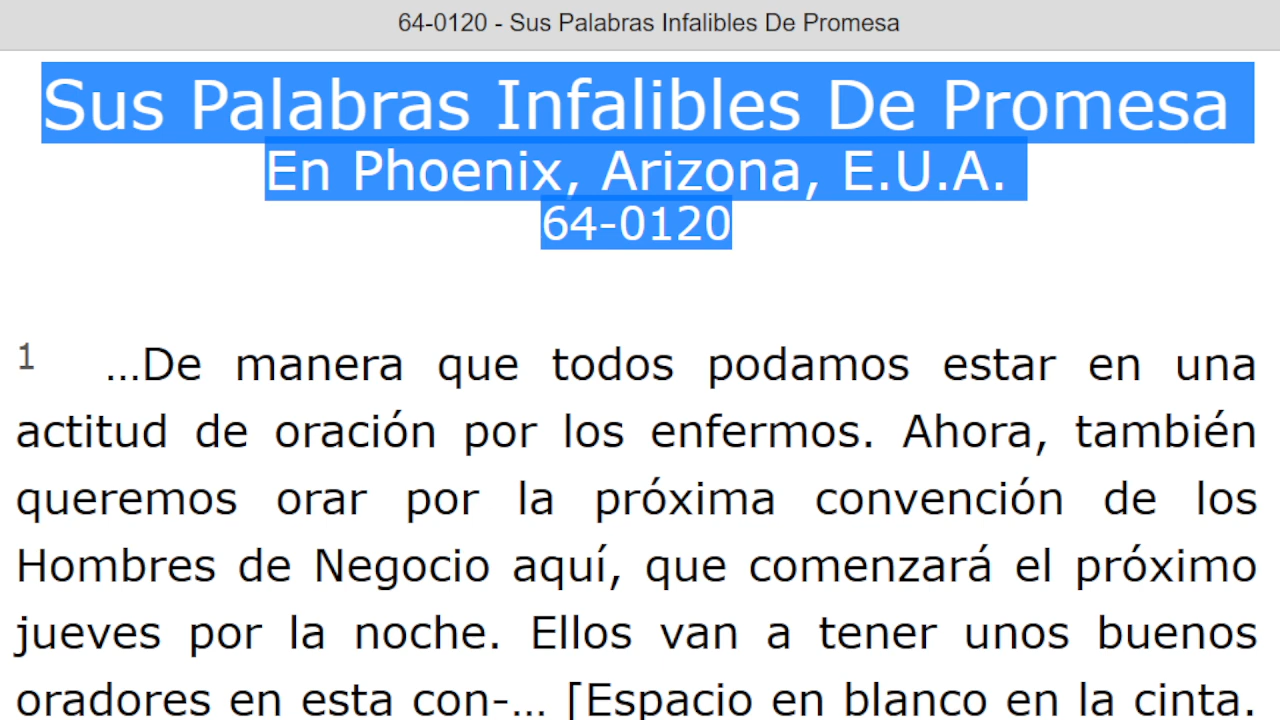 64-0120 - Sus Palabras Infalibles De Promesa
Sus Palabras Infalibles De Promesa
En Phoenix, Arizona, E.U.A.
64-0120
1 …De manera que todos podamos estar en una
actitud de oración por los enfermos. Ahora, también
queremos orar por la próxima convención de los
Hombres de Negocio aquí, que comenzará el próximo
jueves por la noche. Ellos van a tener unos buenos
oradores en esta con-… [Espacio en blanco en la cinta.